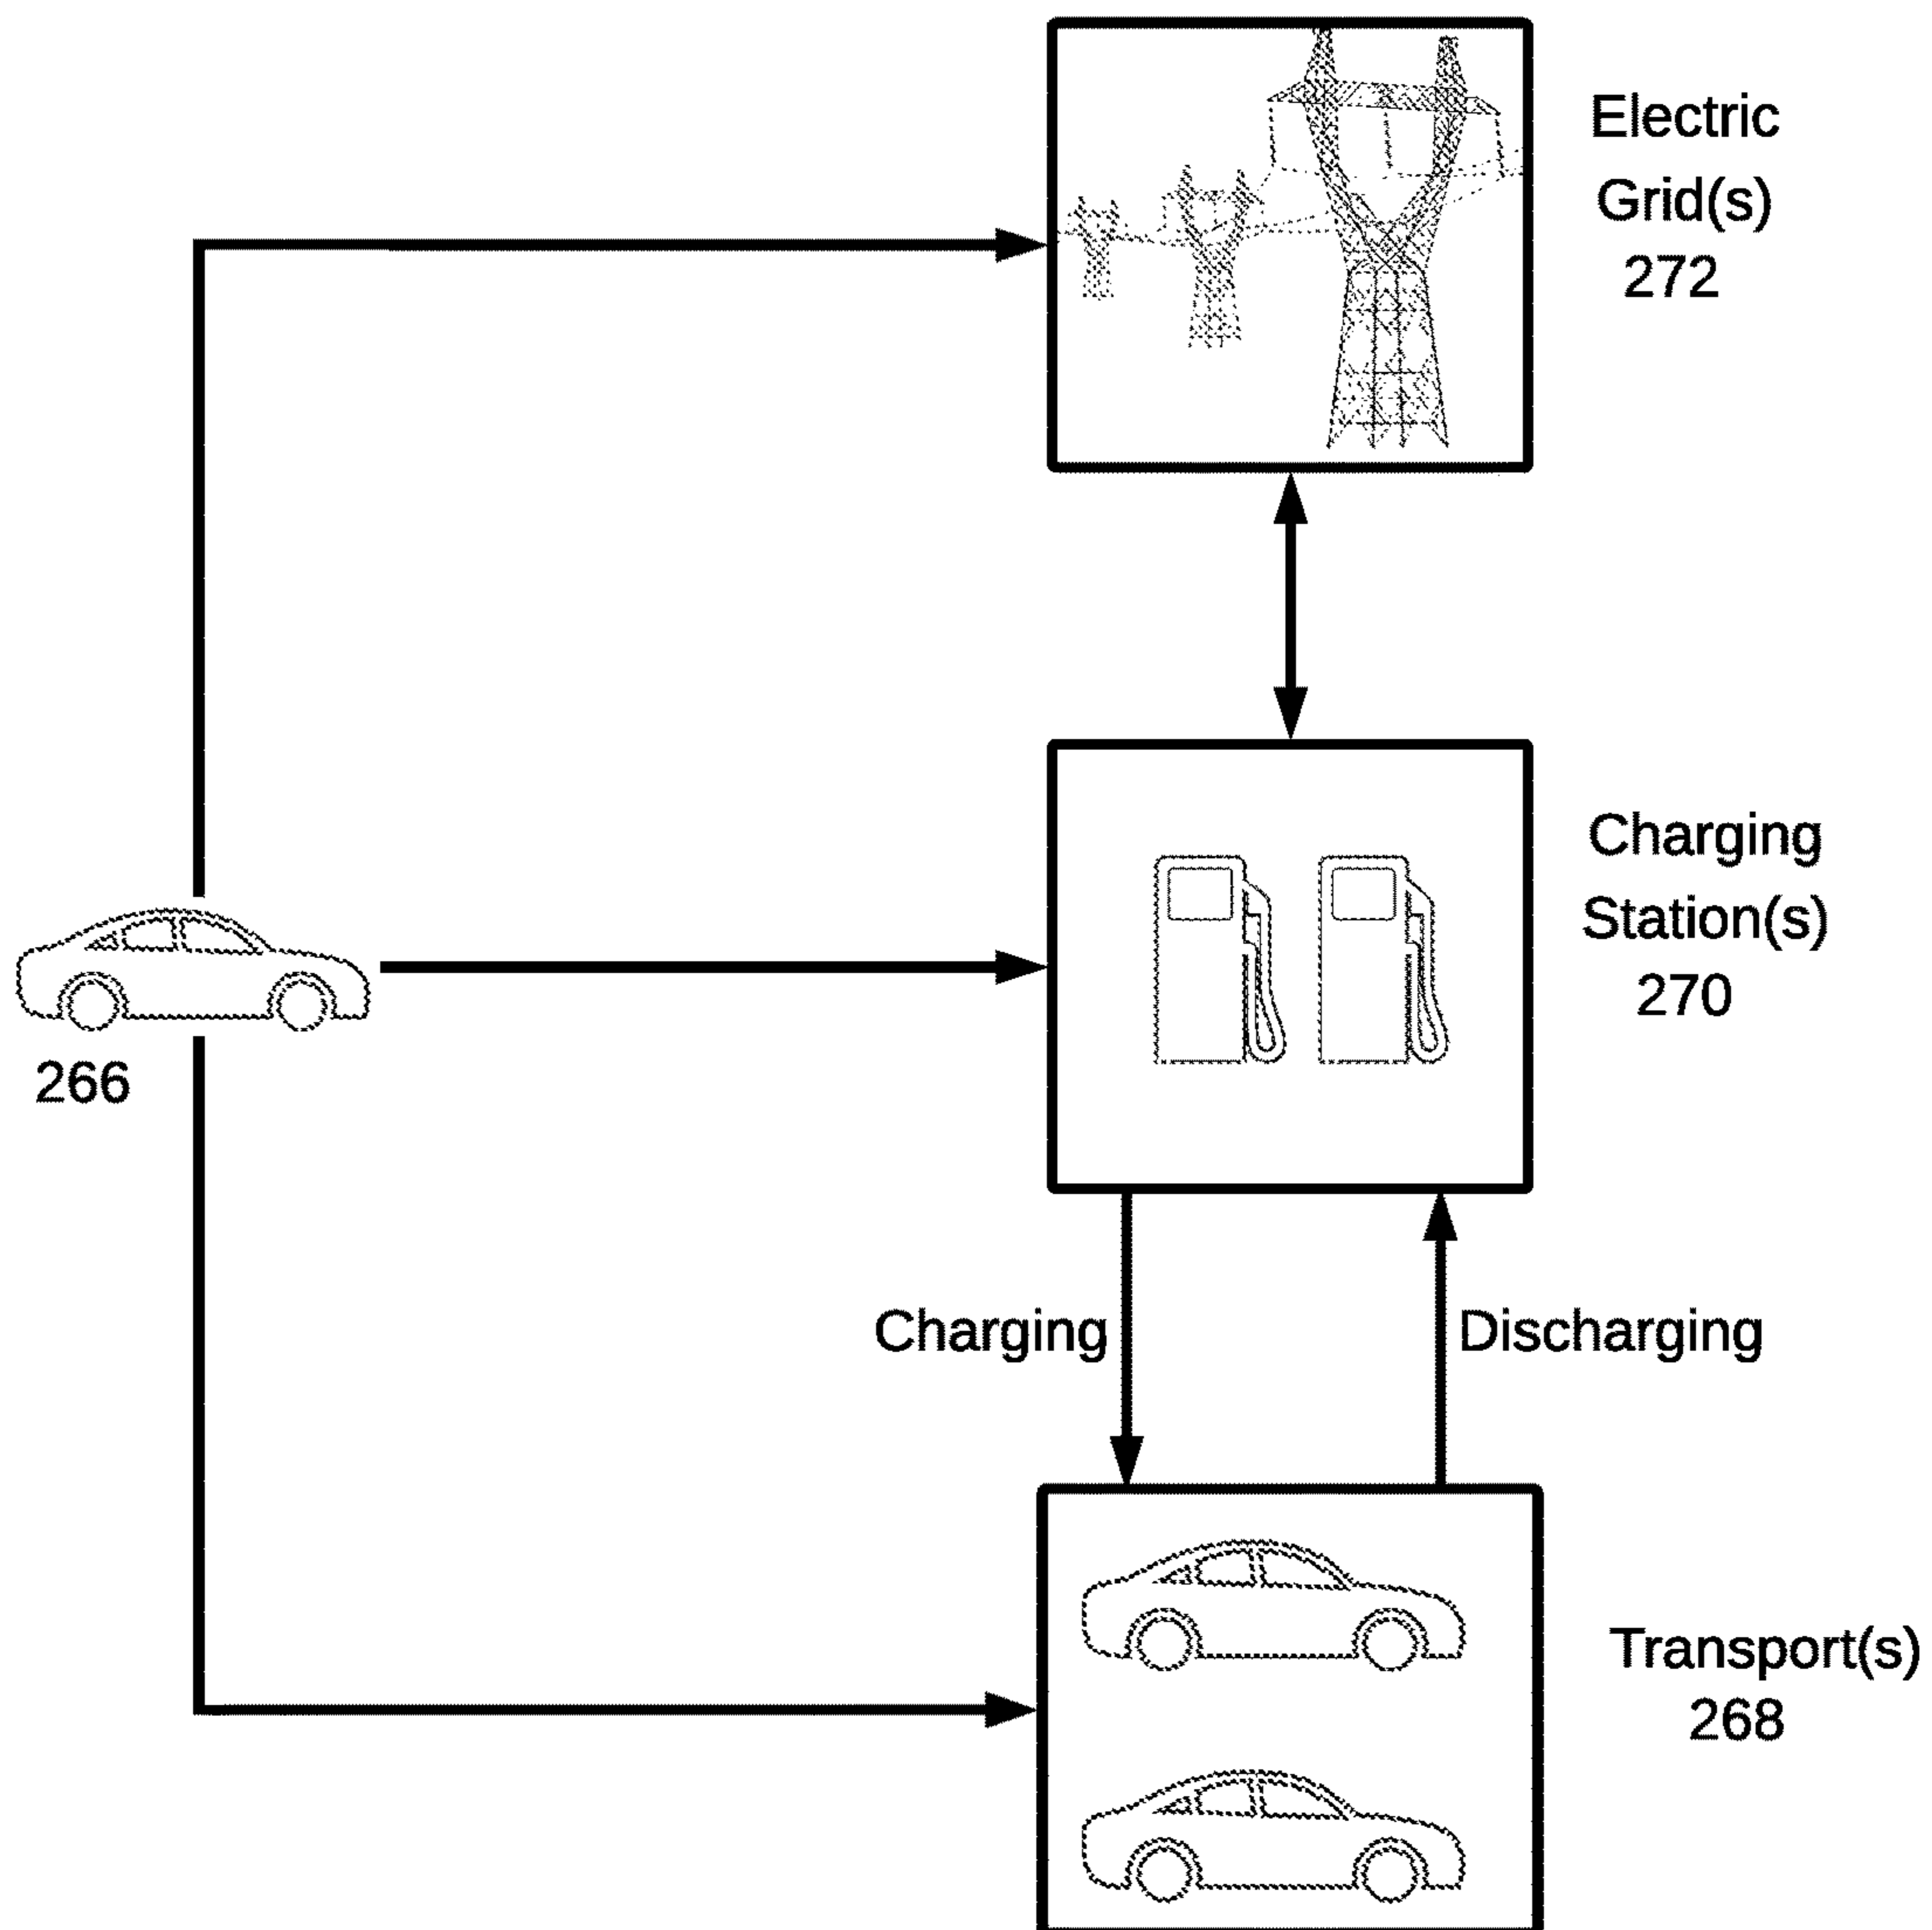 Electric
Grid(s)
272
Charging
Station(s)
270
266
Charging
Discharging
Transport(s)
268